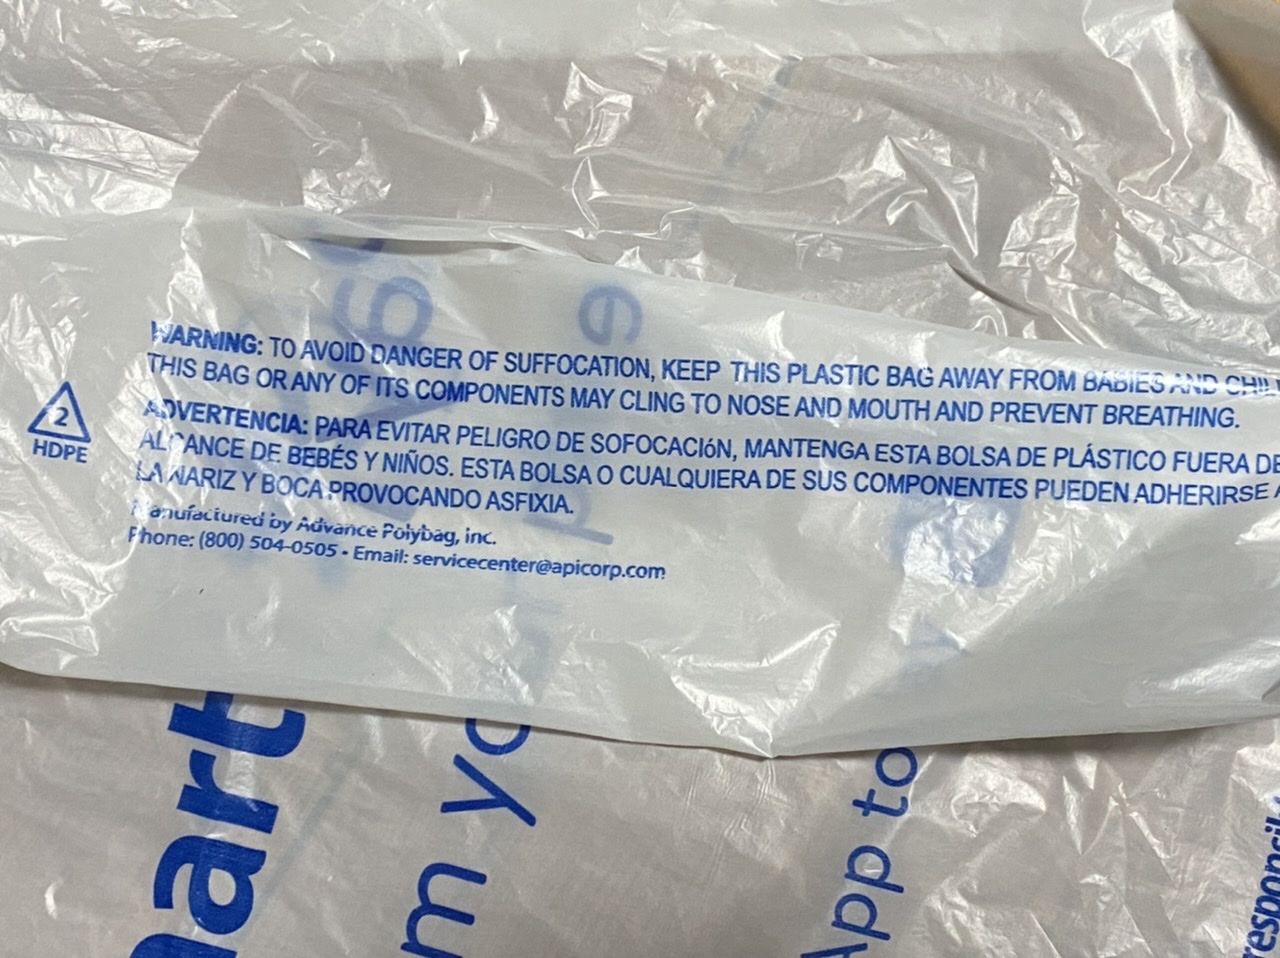 WARNING: TO AVOID DANGER OF SUFFOCATION, KEEP THIS PLASTIC BAG AWAY FROM BABIES AND
THIS BAG OR ANY OF ITS COMPONENTS MAY CLING TO NOSE AND MOUTH AND PREVENT BREATHING.
ADVERTENCIA: PARA EVITAR PELIGRO DE SOFOCACIóN, MANTENGA ESTA BOLSA DE PLÁSTICO FUERA DE
ALCANCE DE BEBÉS Y NIÑOS. ESTA BOLSA O CUALQUIERA DE SUS COMPONENTES PUEDEN ADHERIRSE A
LA NARIZ Y BOCA PROVOCANDO ASFIXIA.
Manufactured by Advance Polybag, inc.
Phone: (800) 504-0505 • Email: servicecenter@apicorp.com
2
HDPE
App to